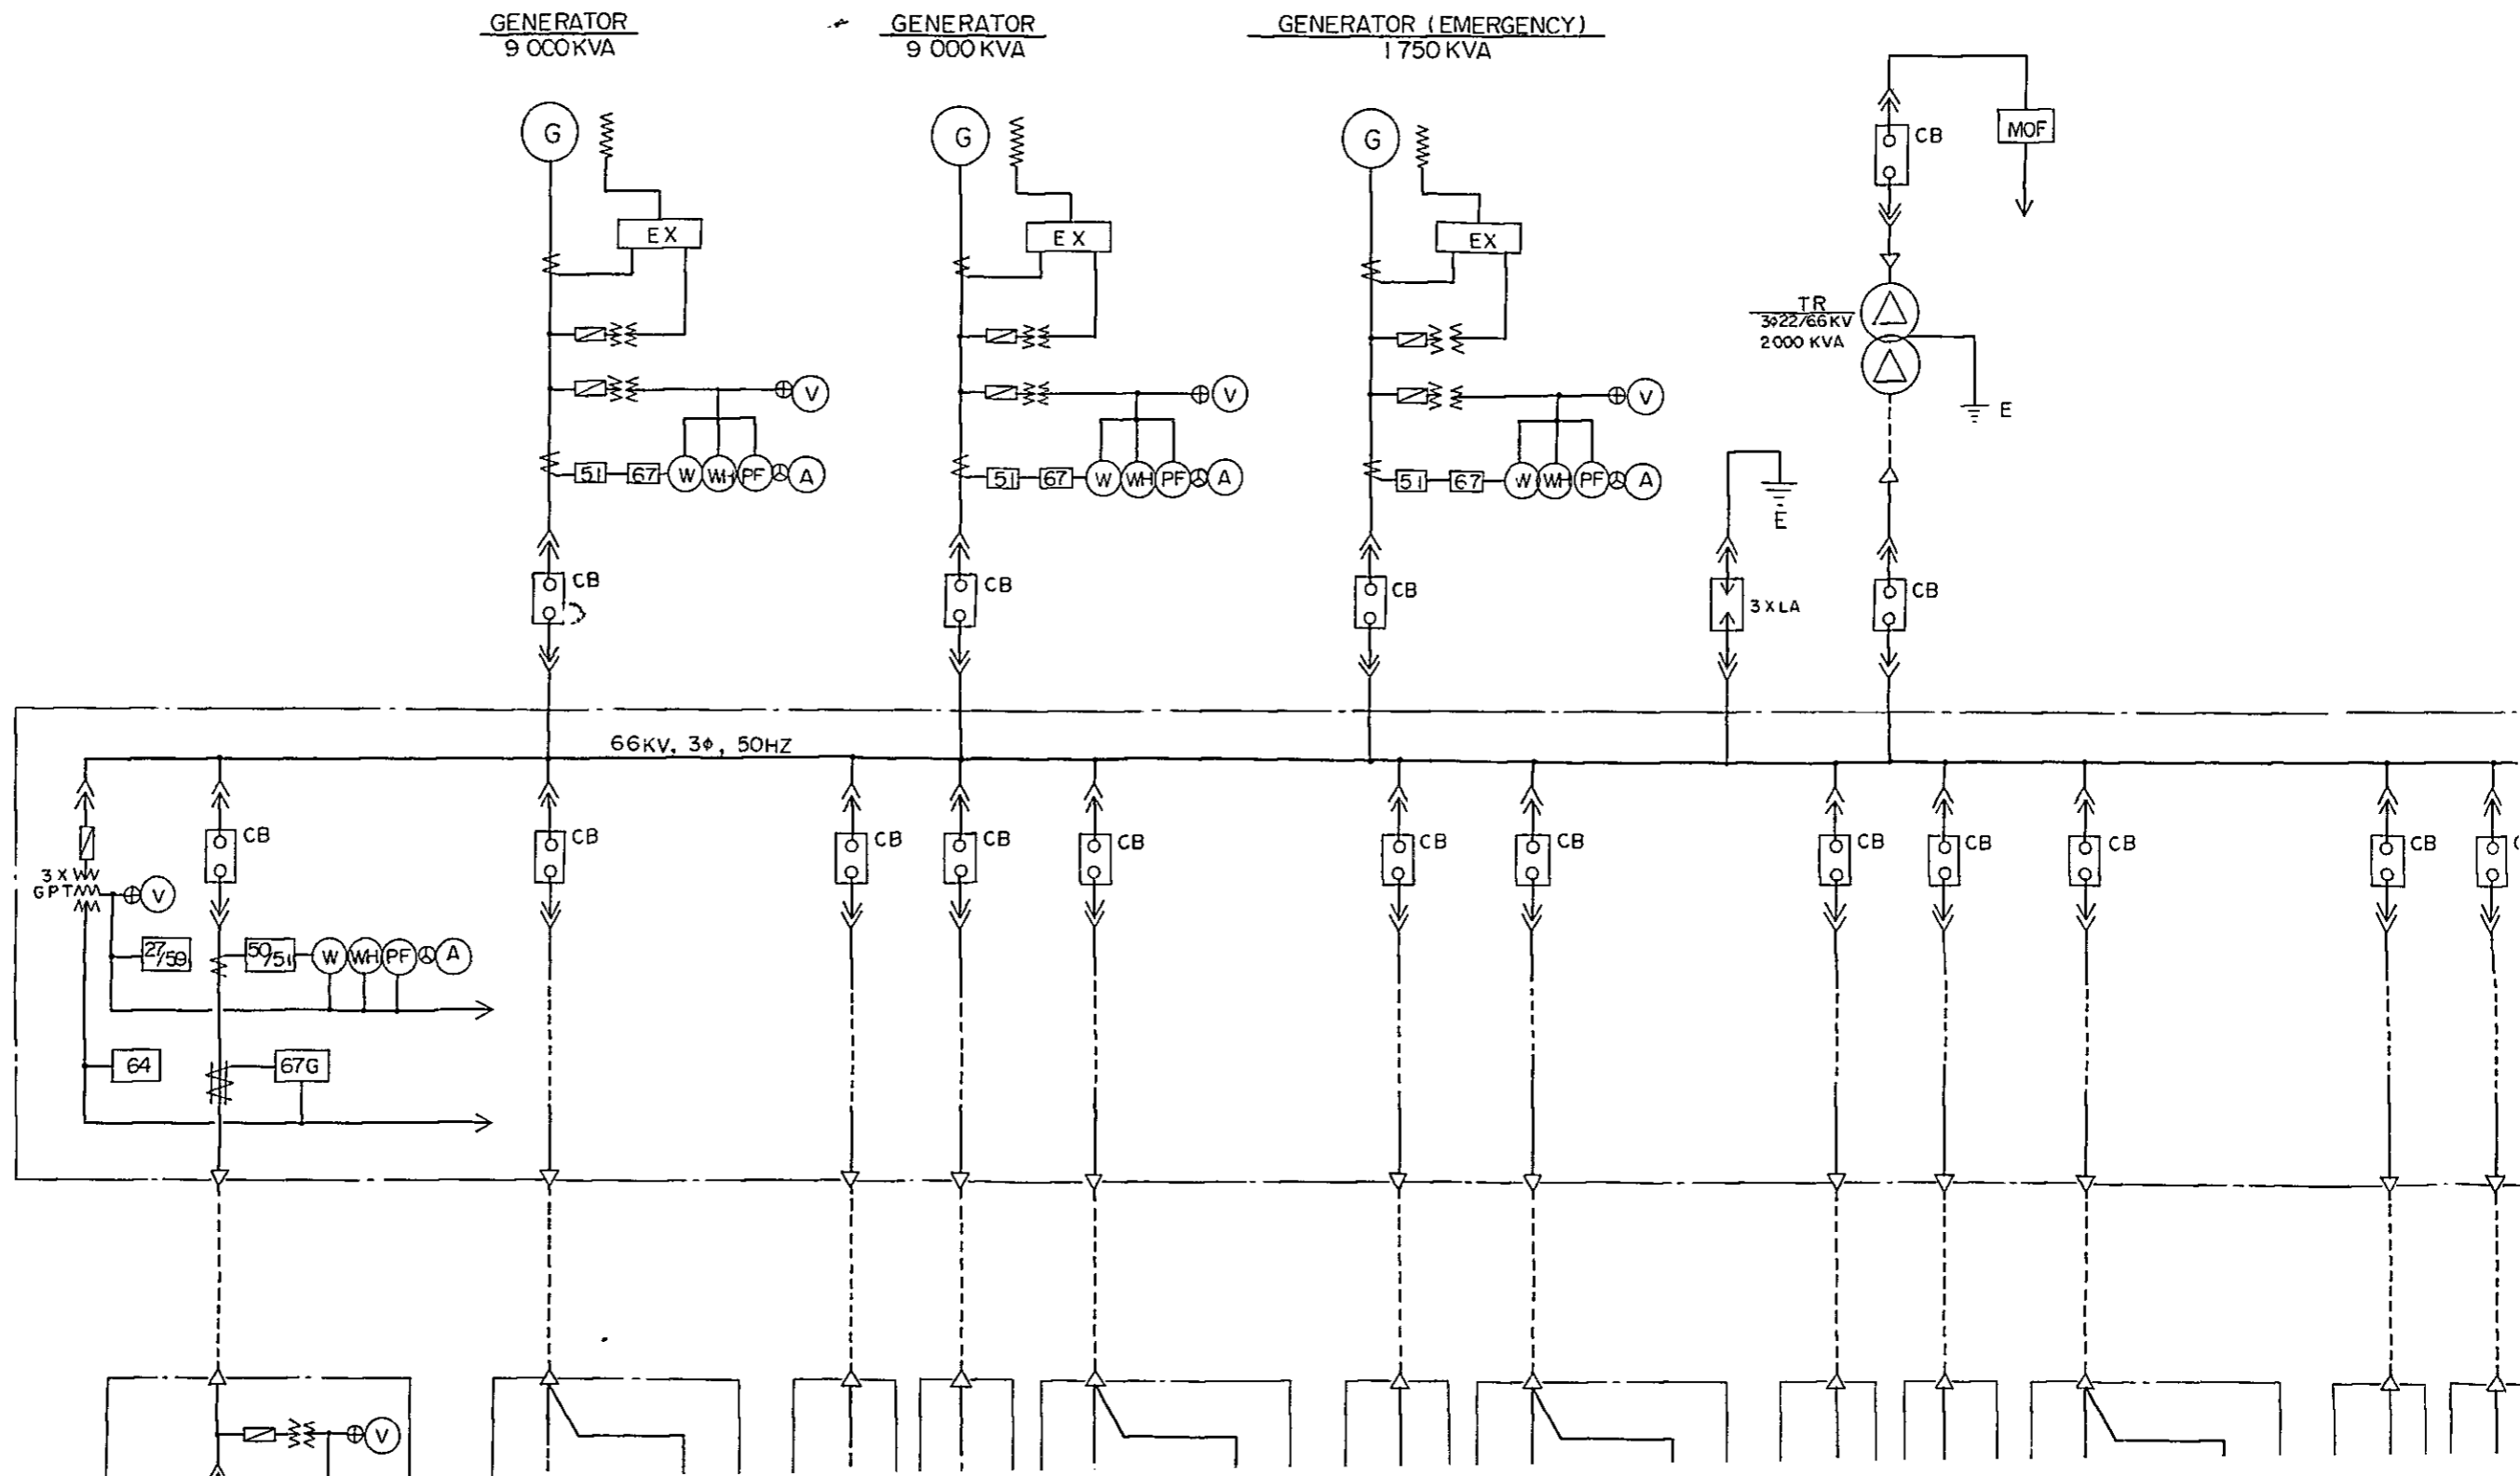 GENERATOR
9 000 KVA
GENERATOR
9 000 KVA
GENERATOR (EMERGENCY)
1 750 KVA
G
G
G
CB
MOF
EX
EX
EX
TR
3φ22/6.6 KV
2000 KVA
E
V
V
V
51
67
W
WH
PF
A
51
67
W
WH
PF
A
51
67
W
WH
PF
A
E
CB
CB
CB
3 X LA
CB
66KV, 3φ, 50HZ
CB
CB
CB
CB
CB
CB
CB
CB
CB
CB
CB
3 X
GPT
V
27/59
50/51
W
WH
PF
A
64
67G
V